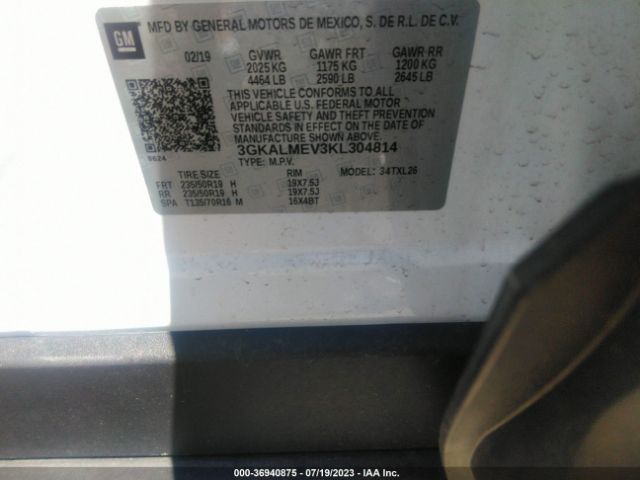 GM MFD BY GENERAL MOTORS DE MEXICO, S. DE R.L. DE C.V.
02/19 GVWR GAWR FRT GAWR RR
2025 KG 1175 KG 1200 KG
4464 LB 2590 LB 2645 LB
THIS VEHICLE CONFORMS TO ALL
APPLICABLE U.S. FEDERAL MOTOR
VEHICLE SAFETY AND THEFT PREVENTION
STANDARDS IN EFFECT ON THE DATE OF
MANUFACTURE SHOWN ABOVE.
3GKALMEV3KL304814
9624 TYPE: M.P.V. MODEL: 34TXL26
TIRE SIZE RIM
FRT 235/50R19 H 19X7.5J
RR 235/50R19 H 19X7.5J
SPA T135/70R16 M 16X4BT
000-36940875 - 07/19/2023 - IAA Inc.